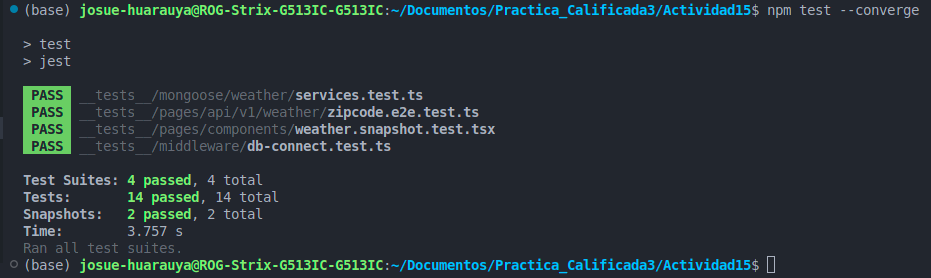 (base) josue-huarauya@ROG-Strix-G513IC-G513IC:~/Documentos/Practica_Calificada3/Actividad15$ npm test --converge
> test
> jest
PASS __tests__/mongoose/weather/services.test.ts
PASS __tests__/pages/api/v1/weather/zipcode.e2e.test.ts
PASS __tests__/pages/components/weather.snapshot.test.tsx
PASS __tests__/middleware/db-connect.test.ts
Test Suites: 4 passed, 4 total
Tests: 14 passed, 14 total
Snapshots: 2 passed, 2 total
Time: 3.757 s
Ran all test suites.
(base) josue-huarauya@ROG-Strix-G513IC-G513IC:~/Documentos/Practica_Calificada3/Actividad15$